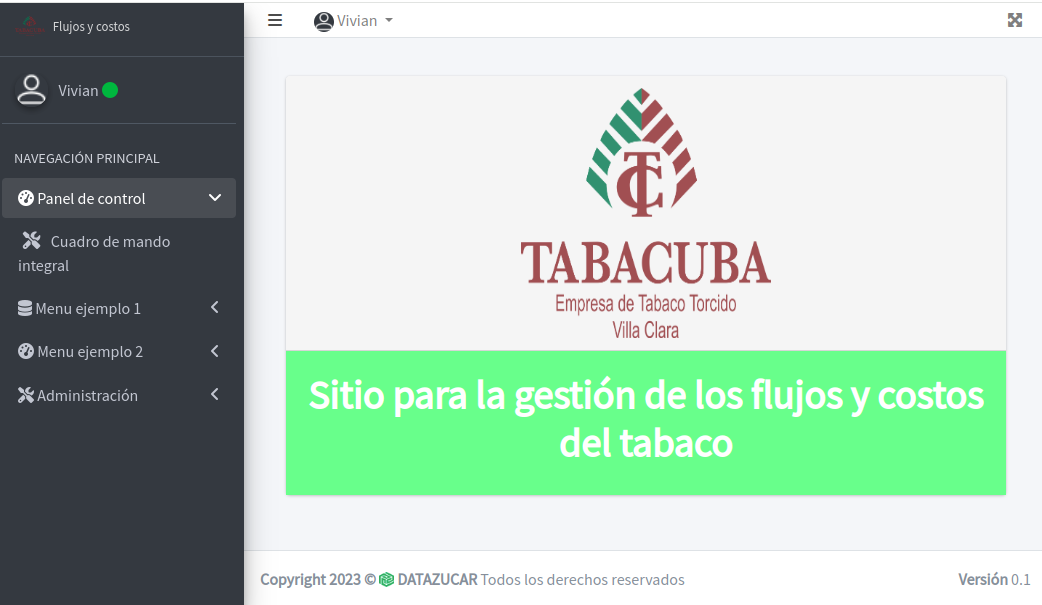 Flujos y costos
Vivian
Vivian
NAVEGACIÓN PRINCIPAL
Panel de control
Cuadro de mando
integral
Menu ejemplo 1
Menu ejemplo 2
Administración
TC
TABACUBA
Empresa de Tabaco Torcido
Villa Clara
Sitio para la gestión de los flujos y costos
del tabaco
Copyright 2023 © DATAZUCAR Todos los derechos reservados
Versión 0.1